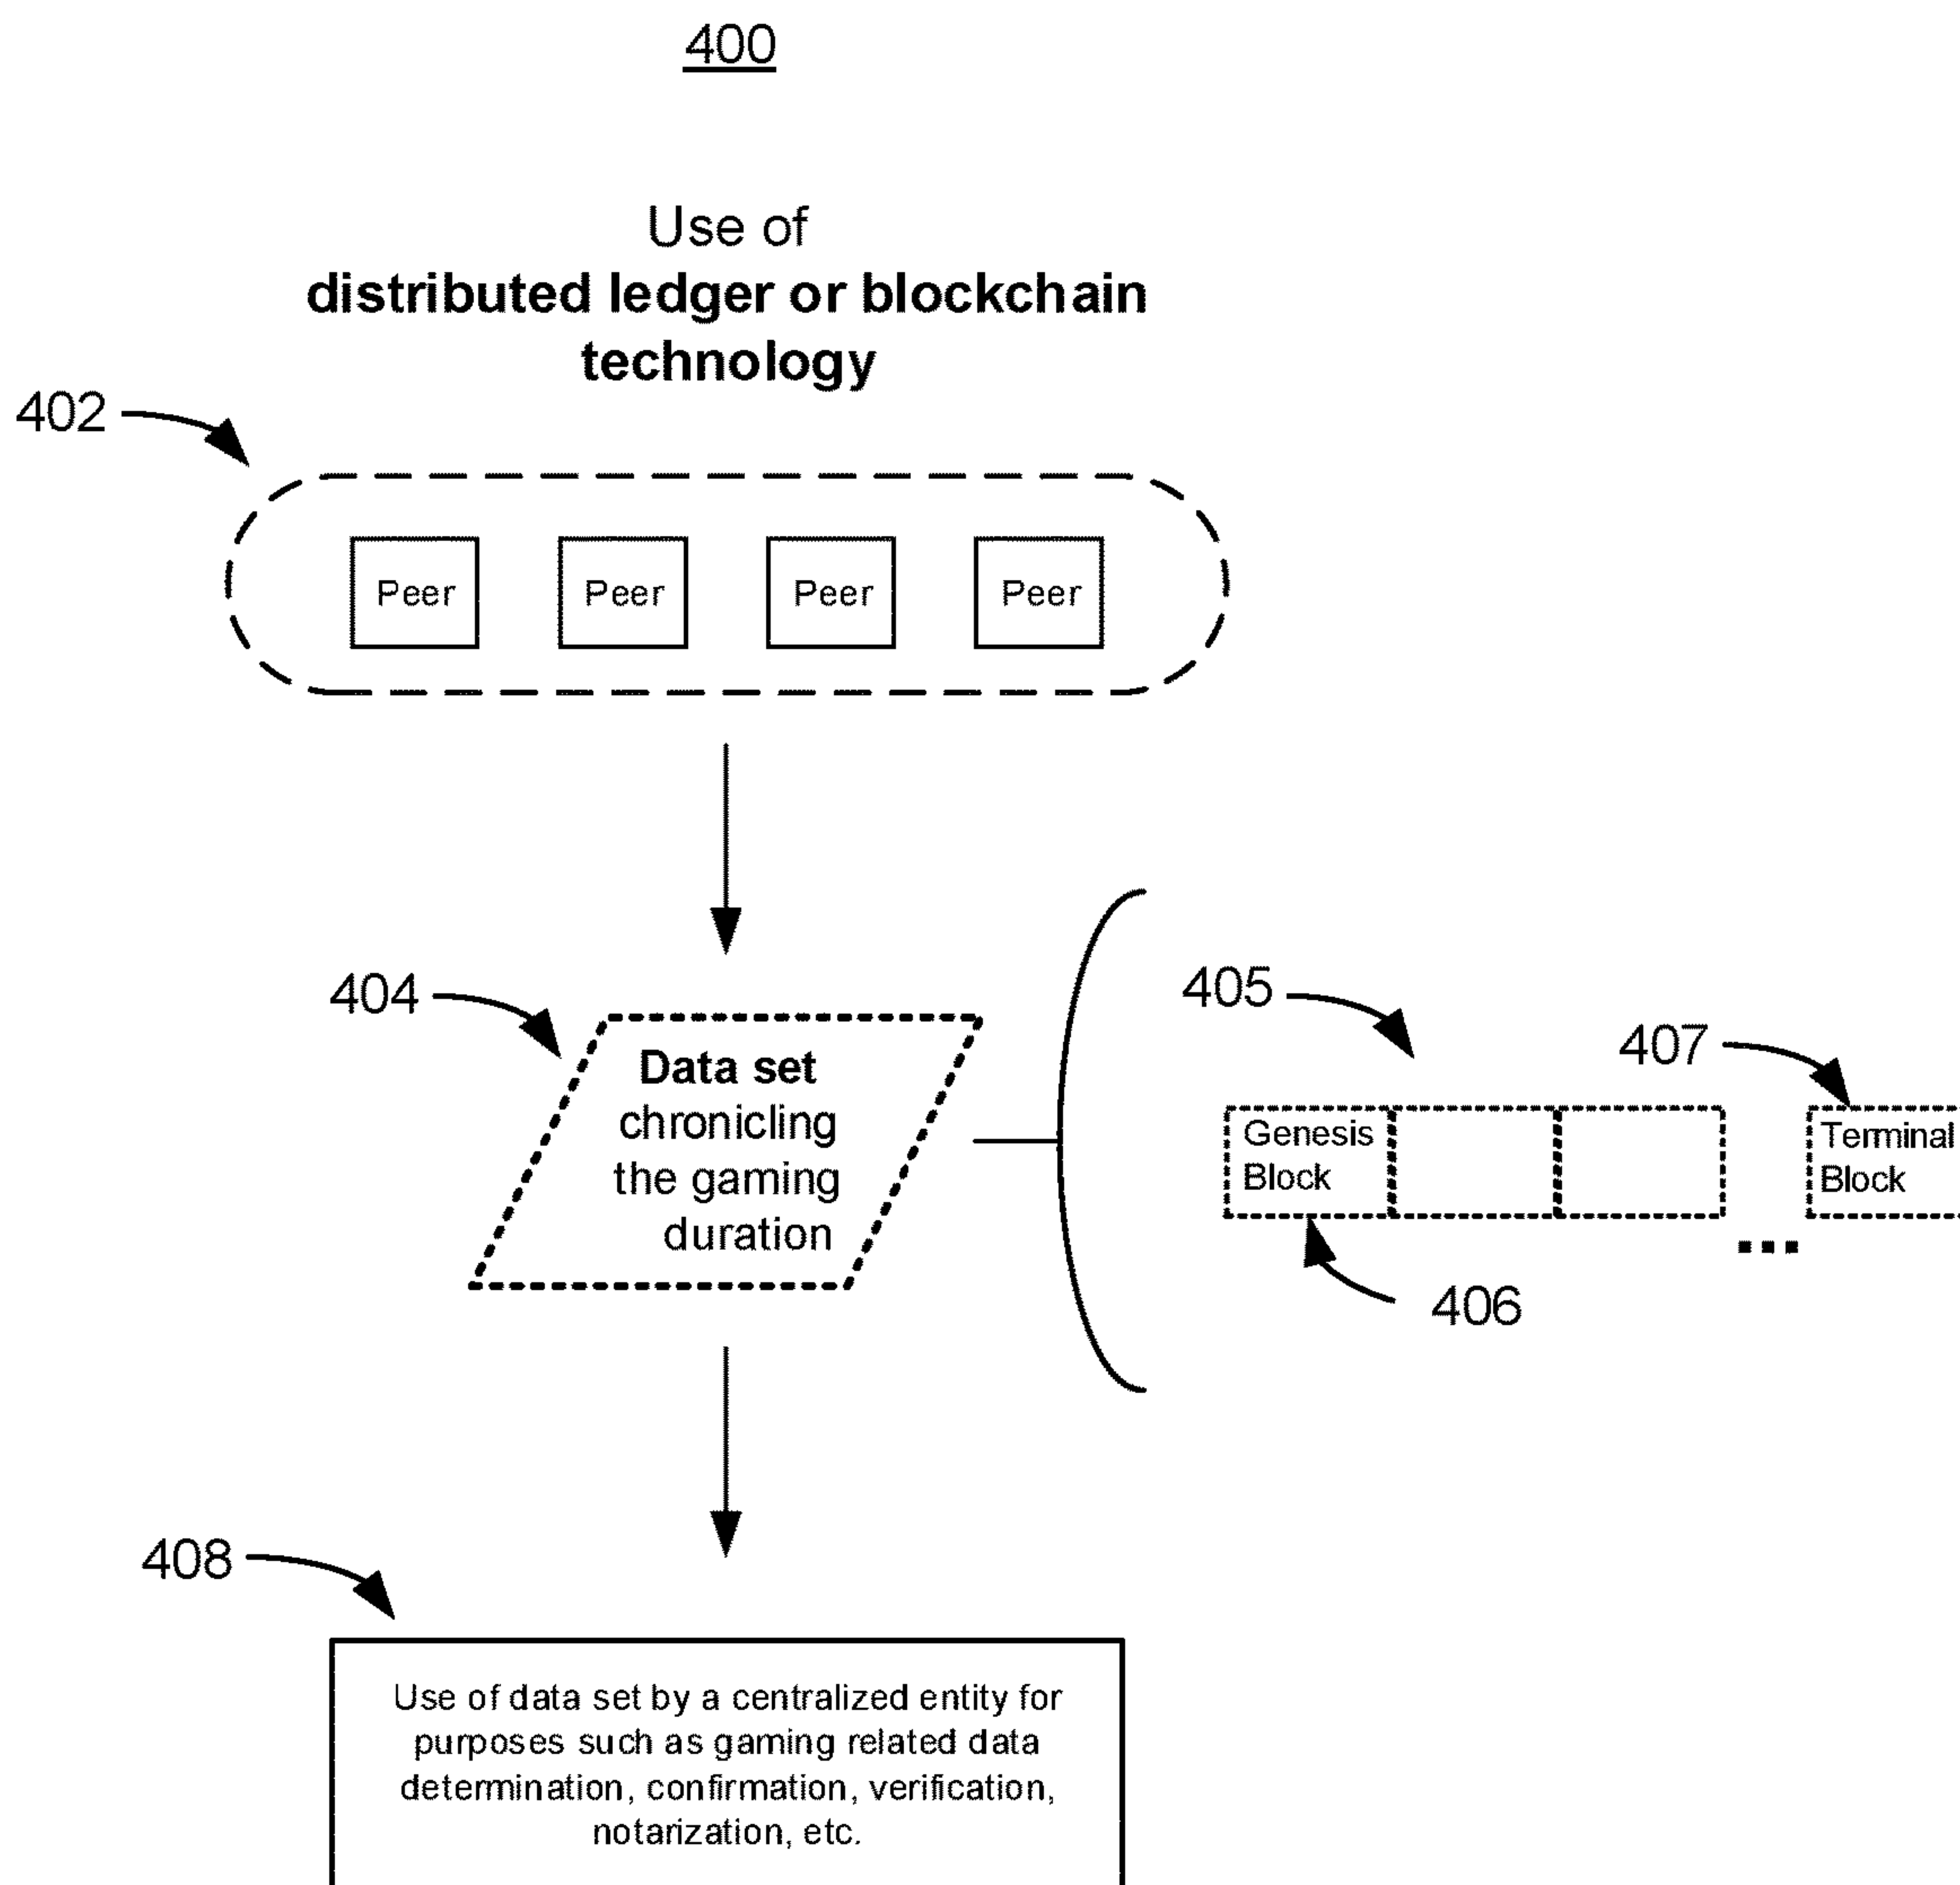 400
Use of
distributed ledger or blockchain
technology
402
Peer Peer Peer Peer
404
Data set
chronicling
the gaming
duration
405
407
Genesis
Block
Terminal
Block
...
406
408
Use of data set by a centralized entity for
purposes such as gaming related data
determination, confirmation, verification,
notarization, etc.